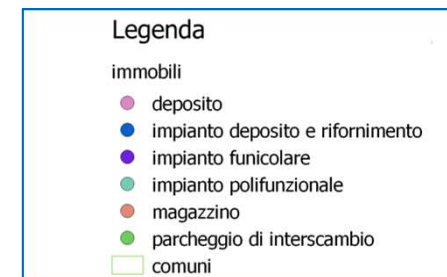 Legenda
immobili
deposito
impianto deposito e rifornimento
impianto funicolare
impianto polifunzionale
magazzino
parcheggio di interscambio
comuni